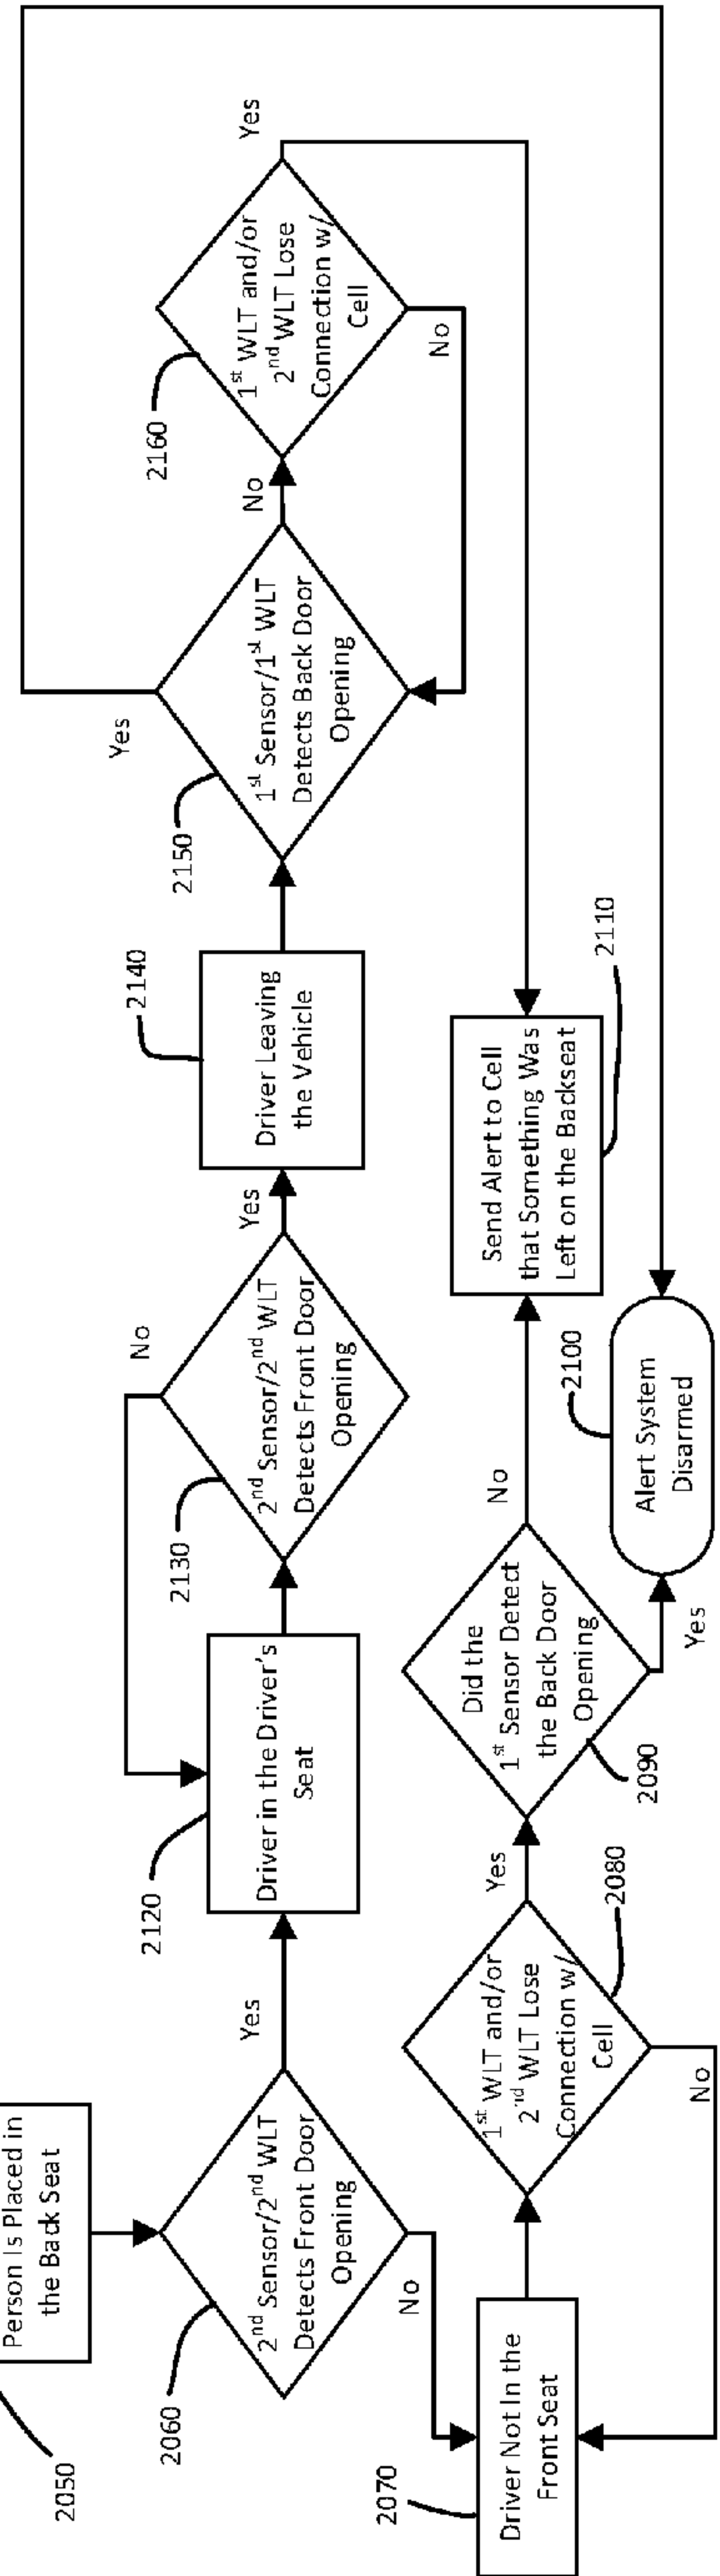 Person Is Placed in
the Back Seat
2050
2nd Sensor/2nd WLT
Detects Front Door
Opening
2060
Yes
No
Driver in the Driver's
Seat
2120
2nd Sensor/2nd WLT
Detects Front Door
Opening
2130
No
Yes
Driver Leaving
the Vehicle
2140
1st Sensor/1st WLT
Detects Back Door
Opening
2150
Yes
No
1st WLT and/or
2nd WLT Lose
Connection w/
Cell
2160
Yes
No
Driver Not In the
Front Seat
2070
1st WLT and/or
2nd WLT Lose
Connection w/
Cell
2080
No
Yes
Did the
1st Sensor Detect
the Back Door
Opening
2090
No
Yes
Send Alert to Cell
that Something Was
Left on the Backseat
2110
Alert System
Disarmed
2100